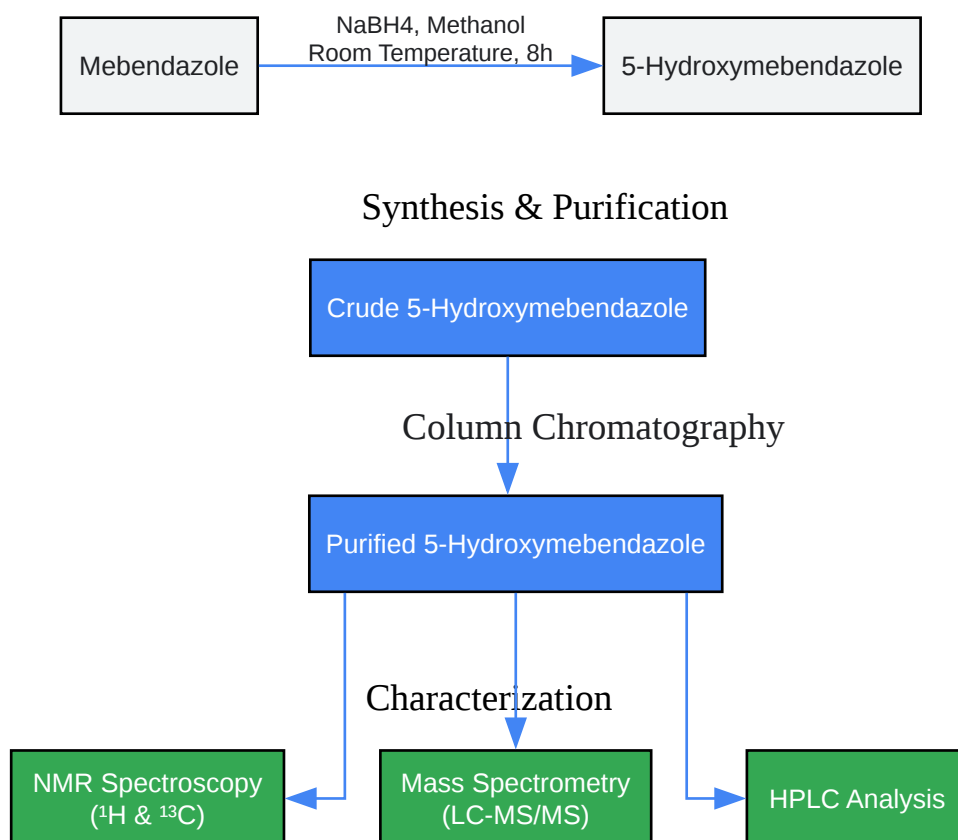 NaBH4, Methanol
Room Temperature, 8h
Mebendazole
5-Hydroxymebendazole
Synthesis & Purification
Crude 5-Hydroxymebendazole
Column Chromatography
Purified 5-Hydroxymebendazole
Characterization
NMR Spectroscopy
(¹H & ¹³C)
Mass Spectrometry
(LC-MS/MS)
HPLC Analysis